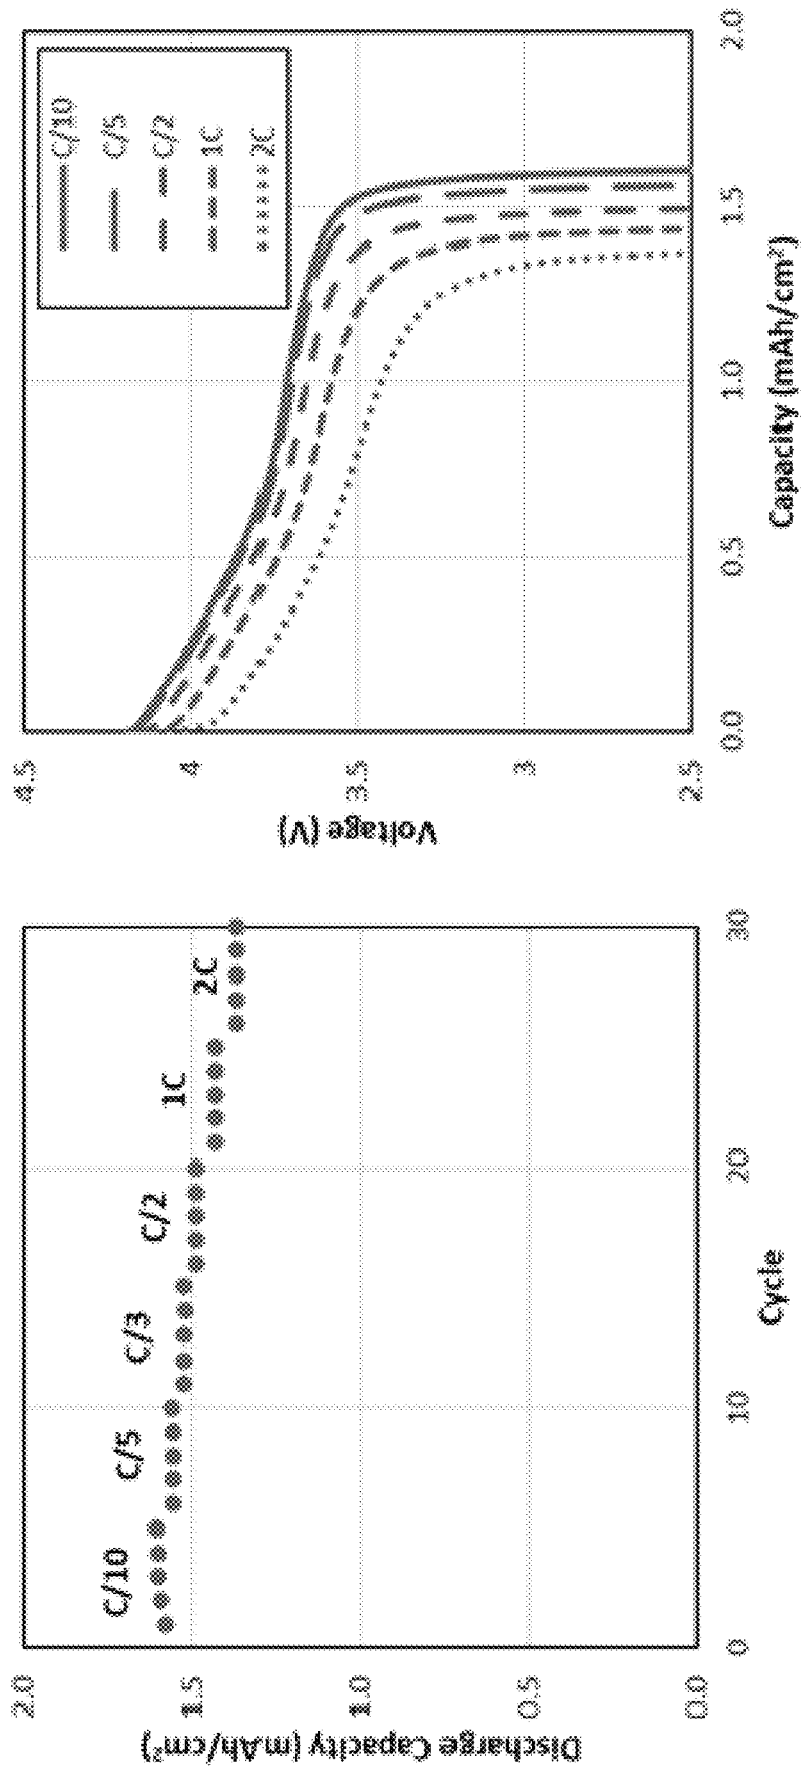 Discharge Capacity (mAh/cm²)
2.0
1.5
1.0
0.5
0.0
C/10
C/5
C/3
C/2
1C
2C
0
10
20
30
Cycle
Voltage (V)
4.5
4
3.5
3
2.5
C/10
C/5
C/2
1C
2C
0.0
0.5
1.0
1.5
2.0
Capacity (mAh/cm²)